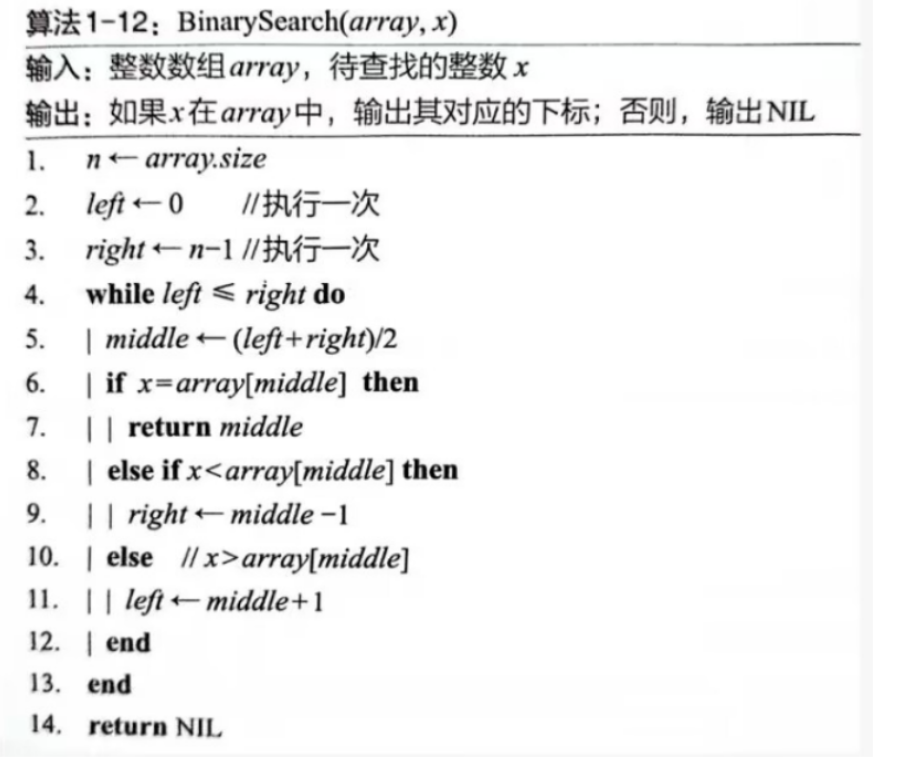 算法1-12：BinarySearch(array, x)
输入：整数数组array，待查找的整数x
输出：如果x在array中，输出其对应的下标；否则，输出NIL
1. n←array.size
2. left←0 //执行一次
3. right←n-1 //执行一次
4. while left ≤ right do
5. | middle←(left+right)/2
6. | if x=array[middle] then
7. | | return middle
8. | else if x<array[middle] then
9. | | right←middle-1
10. | else //x>array[middle]
11. | | left←middle+1
12. | end
13. end
14. return NIL